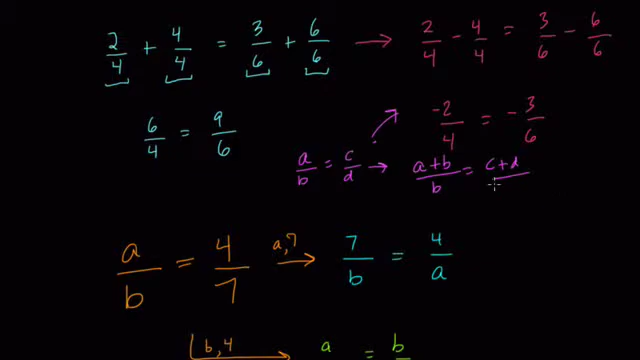 2/4 + 4/4 = 3/6 + 6/6 → 2/4 - 4/4 = 3/6 - 6/6
6/4 = 9/6
-2/4 = -3/6
a/b = c/d → a+b/b = c+d/
a/b = 4/7 a,7 → 7/b = 4/a
b,4 → a = b